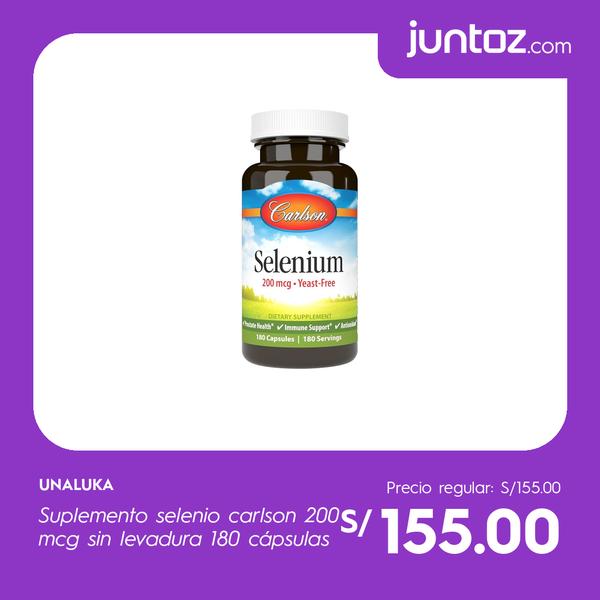 juntoz.com
Carlson.
Selenium
200 mcg • Yeast-Free
DIETARY SUPPLEMENT
Prostate Health* ✓ Immune Support* ✓ Antioxidant
180 Capsules | 180 Servings
UNALUKA
Precio regular: S/155.00
Suplemento selenio carlson 200
mcg sin levadura 180 cápsulas
S/ 155.00